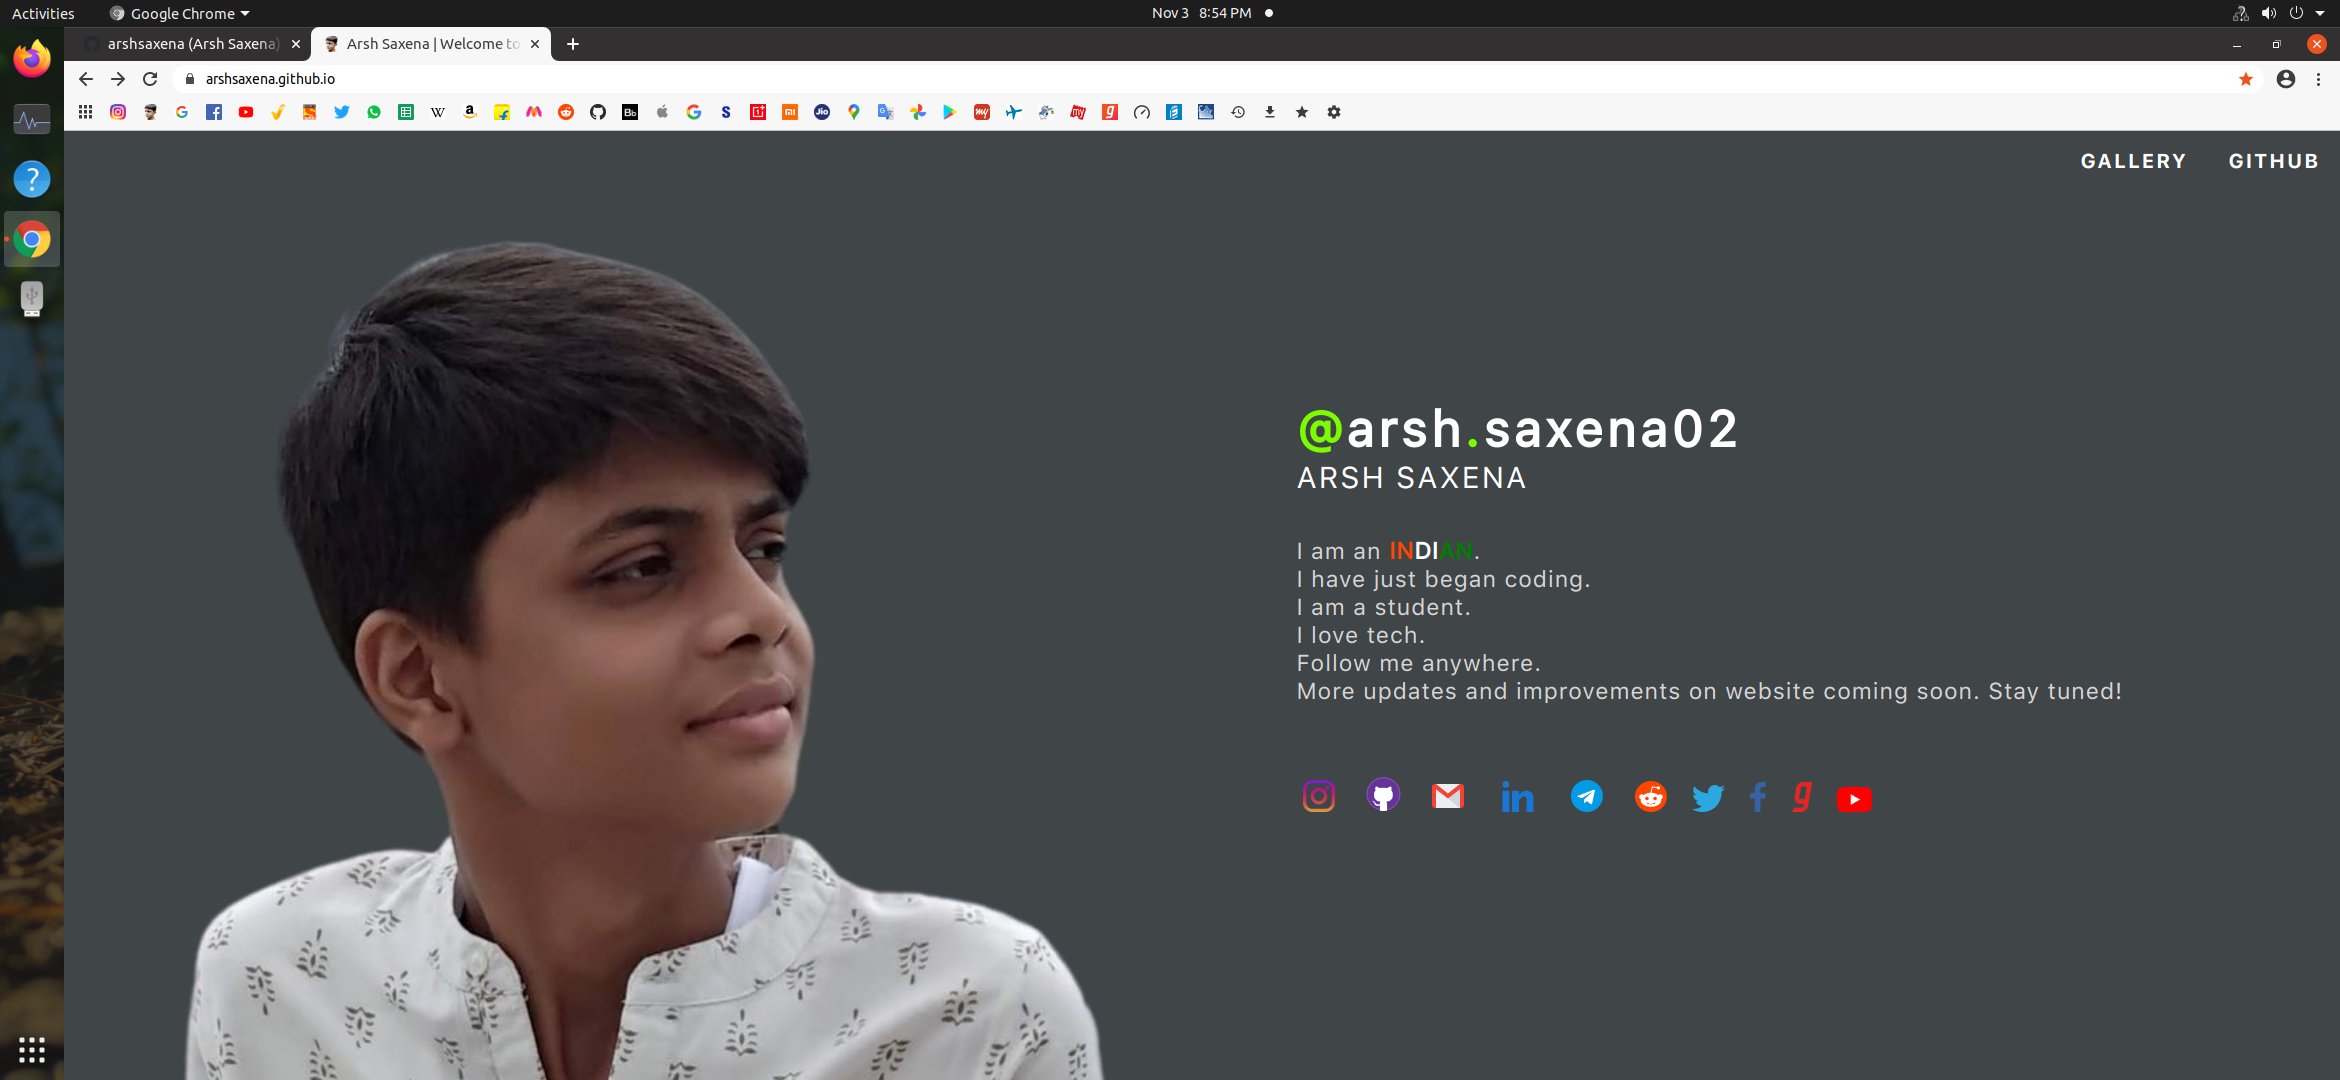 Activities
Google Chrome
Nov 3 8:54 PM
arshsaxena (Arsh Saxena)
Arsh Saxena | Welcome to
arshsaxena.github.io
GALLERY
GITHUB
@arsh.saxena02
ARSH SAXENA
I am an INDIAN.
I have just began coding.
I am a student.
I love tech.
Follow me anywhere.
More updates and improvements on website coming soon. Stay tuned!